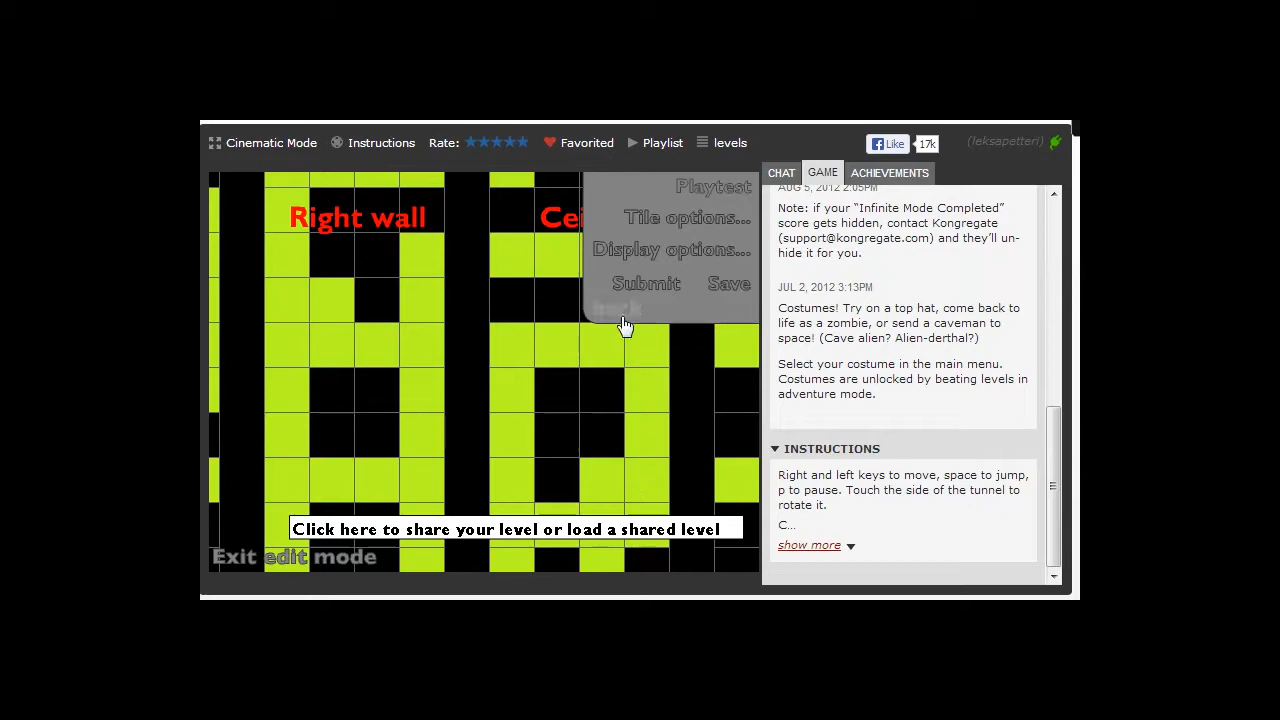 Cinematic Mode Instructions Rate: Favorited Playlist levels Like 17k (leksapetteri)
CHAT GAME ACHIEVEMENTS
Playtest
Tile options...
Display options...
Submit Save
back
Right wall
Exit edit mode
Click here to share your level or load a shared level
AUG 5, 2012 2:05PM
Note: if your “Infinite Mode Completed”
score gets hidden, contact Kongregate
(support@kongregate.com) and they’ll un-
hide it for you.
JUL 2, 2012 3:13PM
Costumes! Try on a top hat, come back to
life as a zombie, or send a caveman to
space! (Cave alien? Alien-derthal?)
Select your costume in the main menu.
Costumes are unlocked by beating levels in
adventure mode.
INSTRUCTIONS
Right and left keys to move, space to jump,
p to pause. Touch the side of the tunnel to
rotate it.
C...
show more